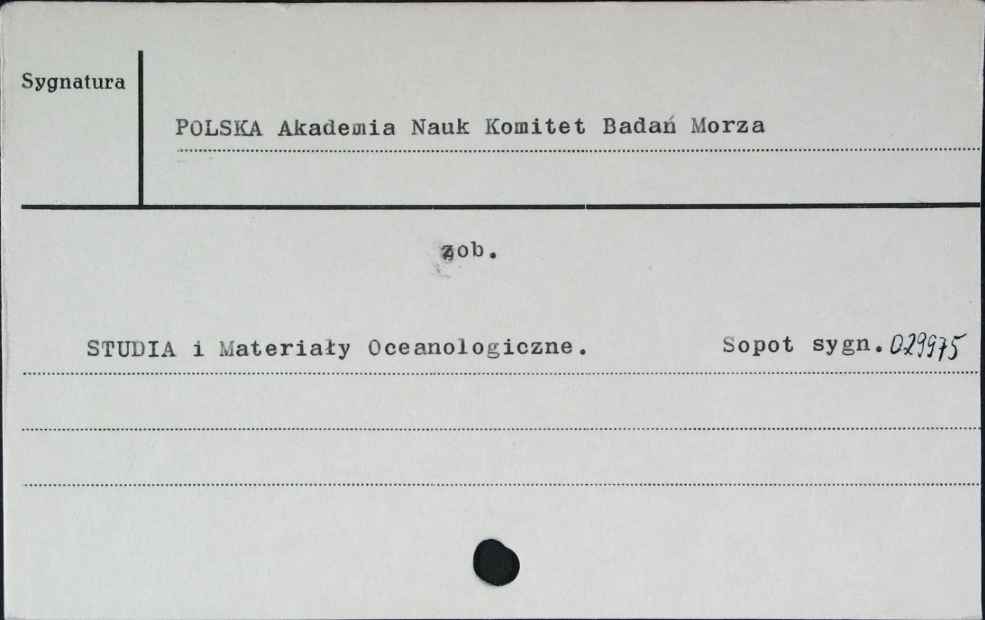 Sygnatura
POLSKA Akademia Nauk Komitet Badań Morza
zob.
STUDIA i Materiały Oceanologiczne. Sopot sygn. 029975